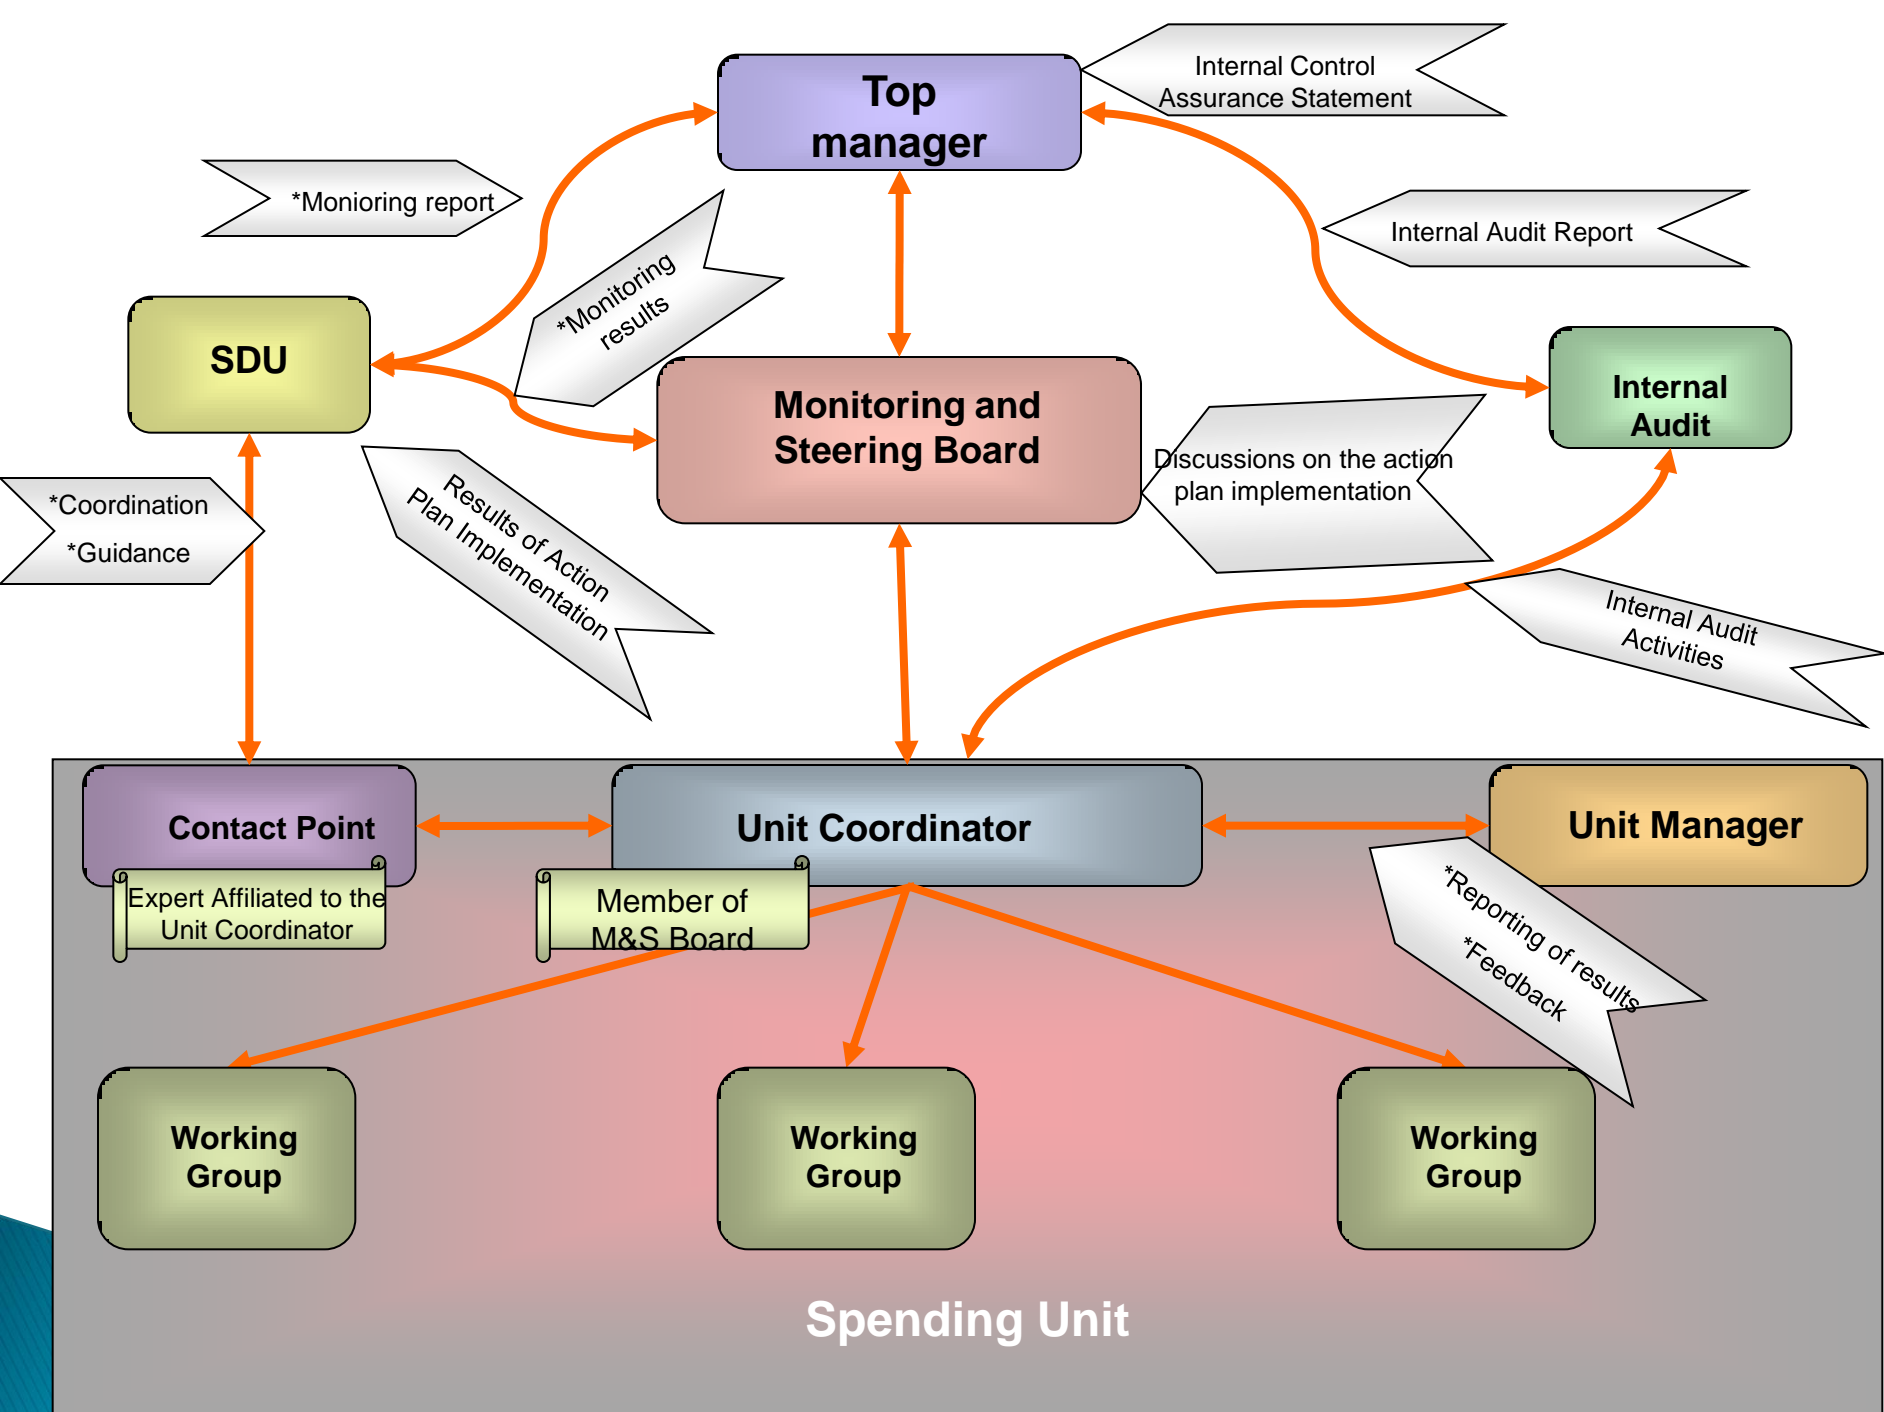 Internal Control
Assurance Statement
Top
manager
*Monioring report
Internal Audit Report
*Monitoring
results
SDU
Monitoring and
Steering Board
Internal
Audit
Discussions on the action
plan implementation
*Coordination
*Guidance
Results of Action
Plan Implementation
Internal Audit
Activities
Contact Point
Unit Coordinator
Unit Manager
Expert Affiliated to the
Unit Coordinator
Member of
M&S Board
*Reporting of results
*Feedback
Working
Group
Working
Group
Working
Group
Spending Unit